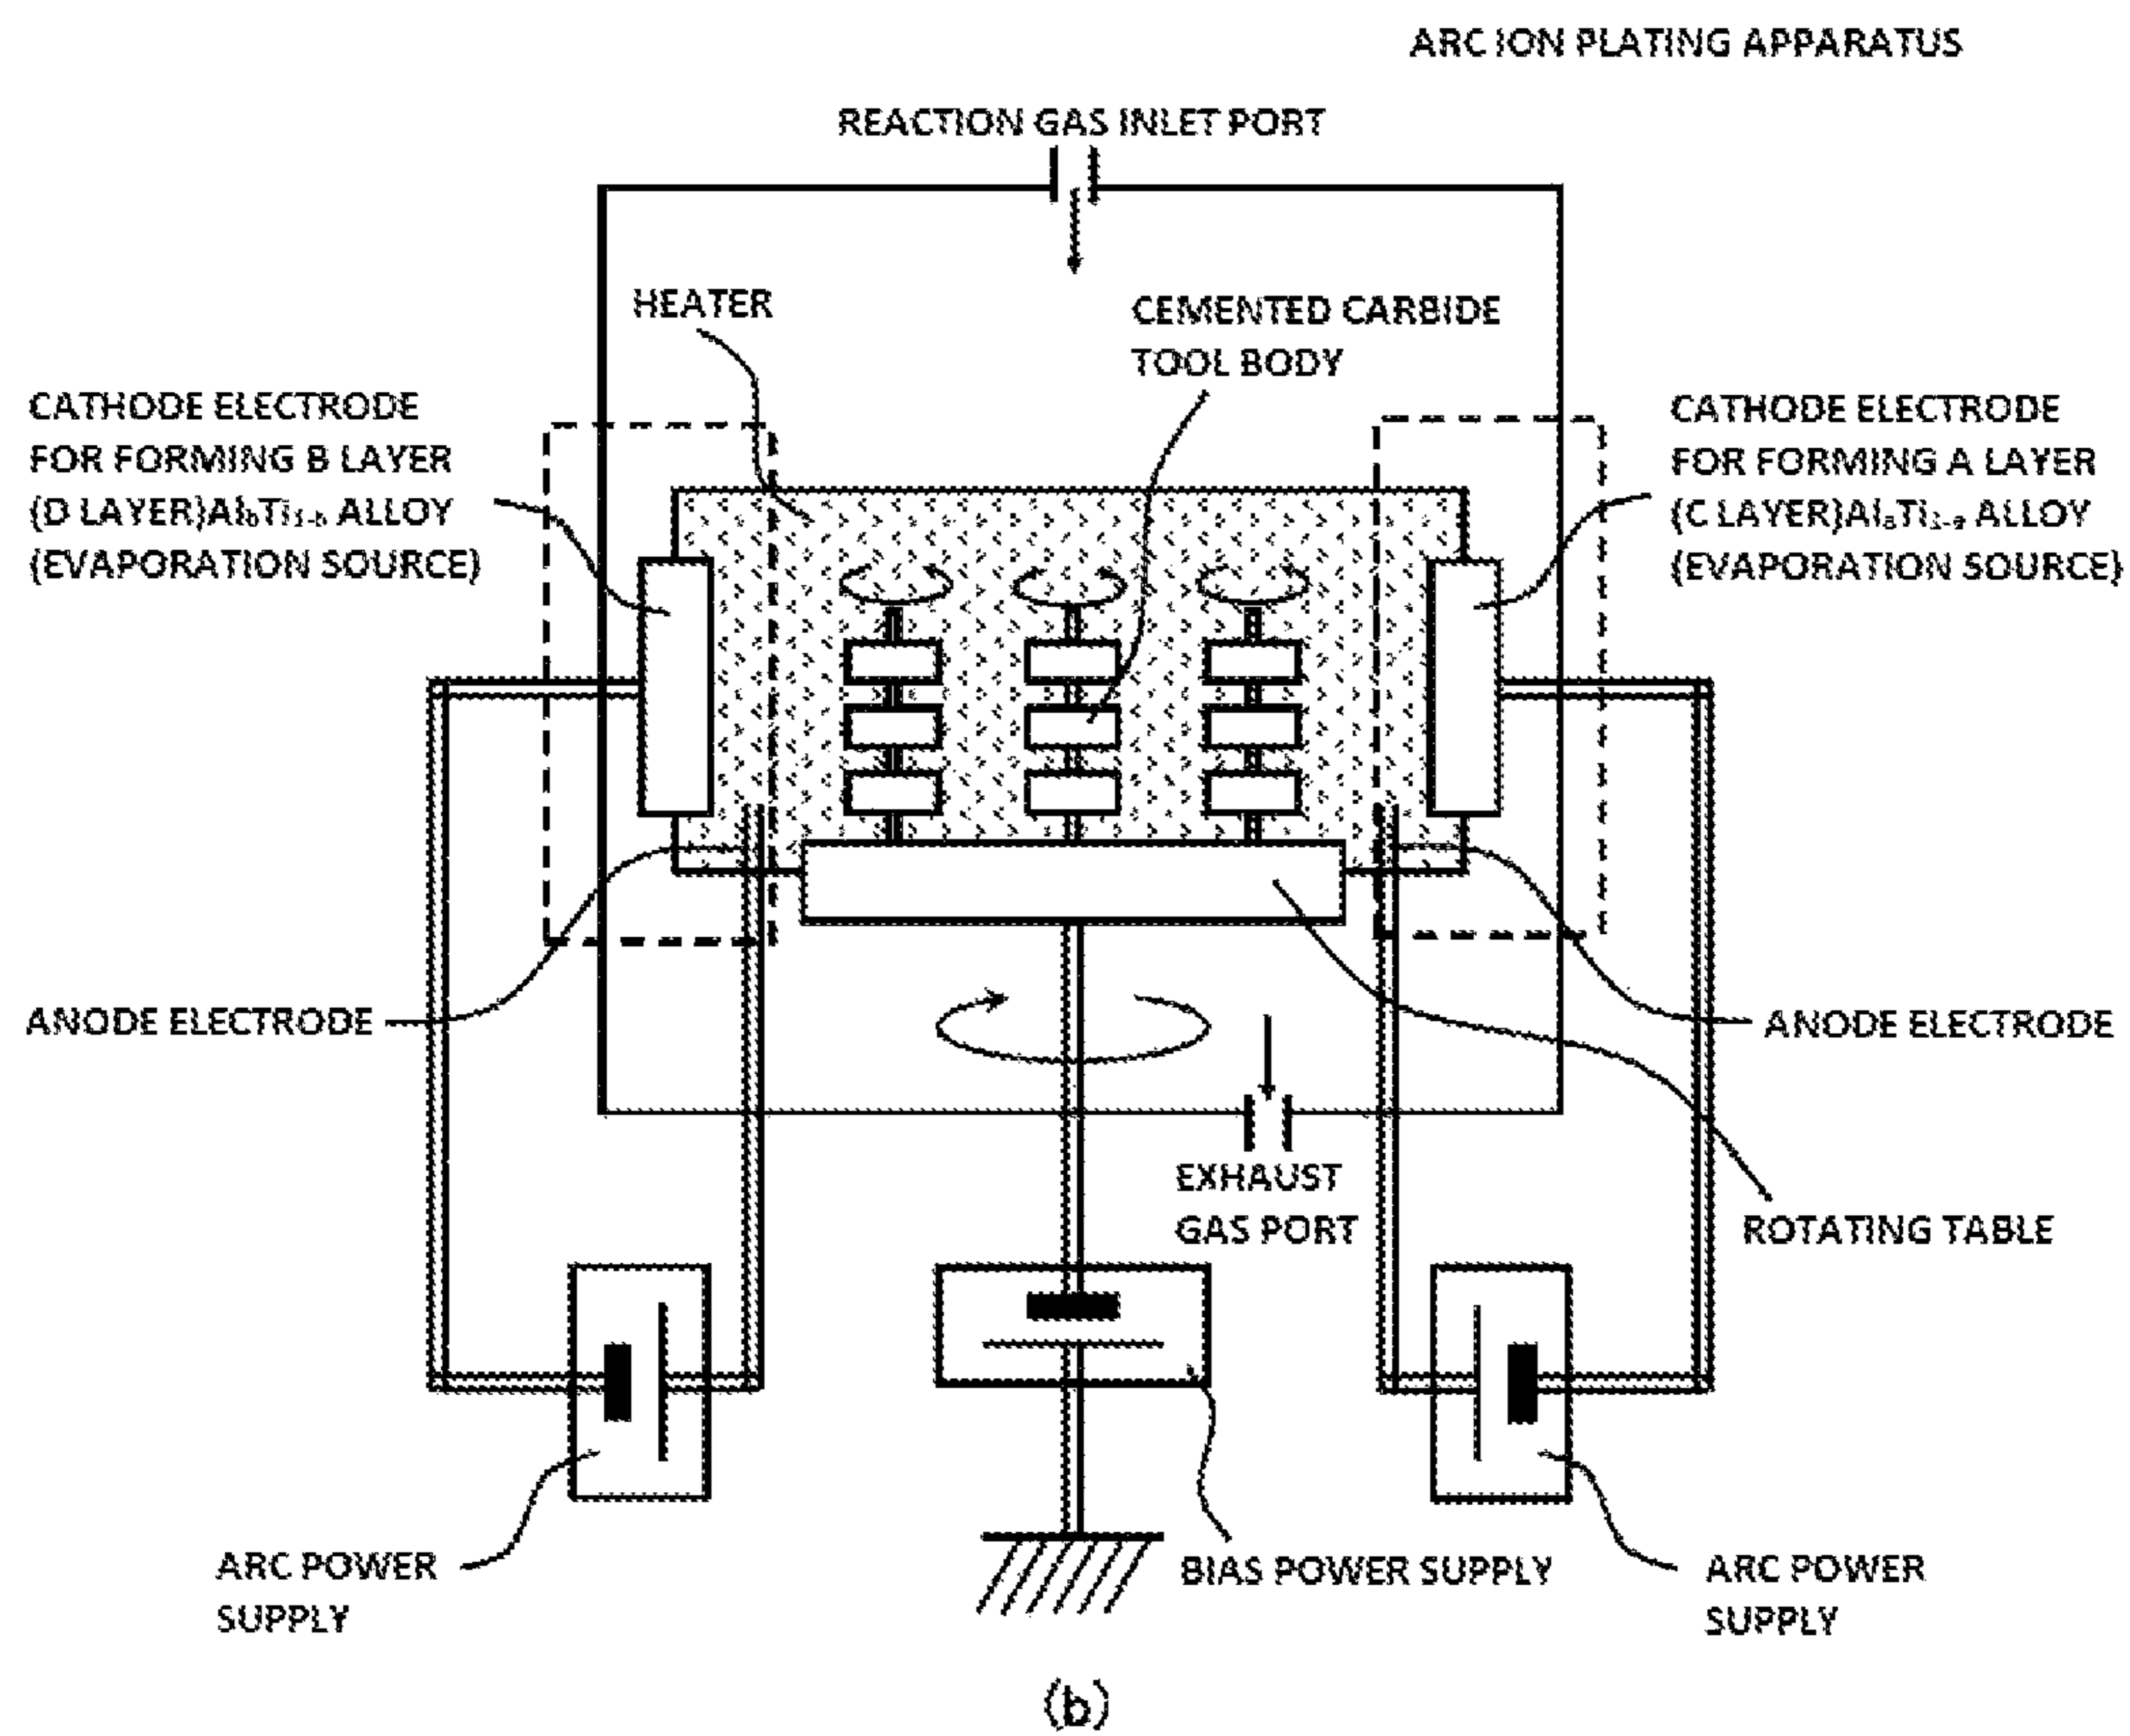 ARC ION PLATING APPARATUS
REACTION GAS INLET PORT
HEATER
CEMENTED CARBIDE
TOOL BODY
CATHODE ELECTRODE
FOR FORMING B LAYER
(D LAYER)AlbTi1-b ALLOY
(EVAPORATION SOURCE)
CATHODE ELECTRODE
FOR FORMING A LAYER
(C LAYER)AlaTi1-a ALLOY
(EVAPORATION SOURCE)
ANODE ELECTRODE
ANODE ELECTRODE
EXHAUST
GAS PORT
ROTATING TABLE
ARC POWER
SUPPLY
BIAS POWER SUPPLY
ARC POWER
SUPPLY
(b)